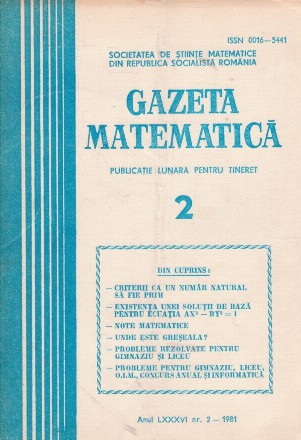 ISSN 0016-5441
SOCIETATEA DE ȘTIINȚE MATEMATICE
DIN REPUBLICA SOCIALISTĂ ROMÂNIA
GAZETA
MATEMATICĂ
PUBLICAȚIE LUNARĂ PENTRU TINERET
2
DIN CUPRINS:
— CRITERII CA UN NUMĂR NATURAL
SĂ FIE PRIM
— EXISTENȚA UNEI SOLUȚII DE BAZĂ
PENTRU ECUAȚIA AX² — BY² = 1
— NOTE MATEMATICE
— UNDE ESTE GREȘEALA?
— PROBLEME REZOLVATE PENTRU
GIMNAZIU ȘI LICEU
— PROBLEME PENTRU GIMNAZIU, LICEU,
O.I.M., CONCURS ANUAL ȘI INFORMATICĂ
Anul LXXXVI nr. 2 — 1981